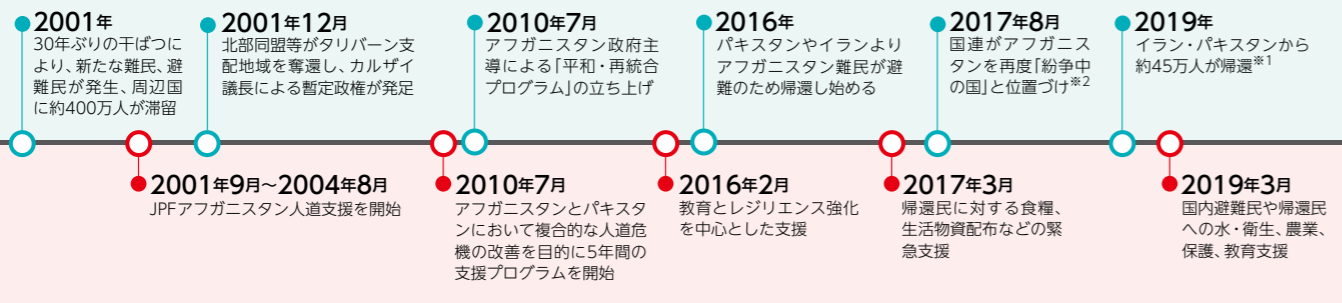 2001年
30年ぶりの干ばつに
より、新たな難民、避
難民が発生、周辺国
に約400万人が滞留
2001年12月
北部同盟等がタリバーン支
配地域を奪還し、カルザイ
議長による暫定政権が発足
2010年7月
アフガニスタン政府主
導による「平和・再統合
プログラム」の立ち上げ
2016年
パキスタンやイランより
アフガニスタン難民が避
難のため帰還し始める
2017年8月
国連がアフガニス
タンを再度「紛争中
の国」と位置づけ※2
2019年
イラン・パキスタンから
約45万人が帰還※1
2001年9月~2004年8月
JPFアフガニスタン人道支援を開始
2010年7月
アフガニスタンとパキスタ
ンにおいて複合的な人道危
機の改善を目的に5年間の
支援プログラムを開始
2016年2月
教育とレジリエンス強化
を中心とした支援
2017年3月
帰還民に対する食糧、
生活物資配布などの緊
急支援
2019年3月
国内避難民や帰還民
への水・衛生、農業、
保護、教育支援